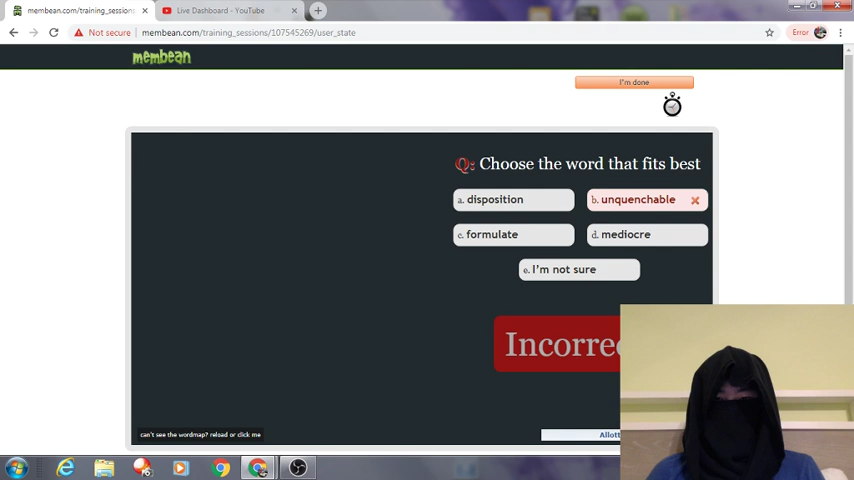 membean.com/training_sessions
Live Dashboard - YouTube
Not secure
membean.com/training_sessions/107545269/user_state
Error
membean
I'm done
Q: Choose the word that fits best
a. disposition
b. unquenchable
c. formulate
d. mediocre
e. I'm not sure
Incorrec
can't see the wordmap? reload or click me
Allott